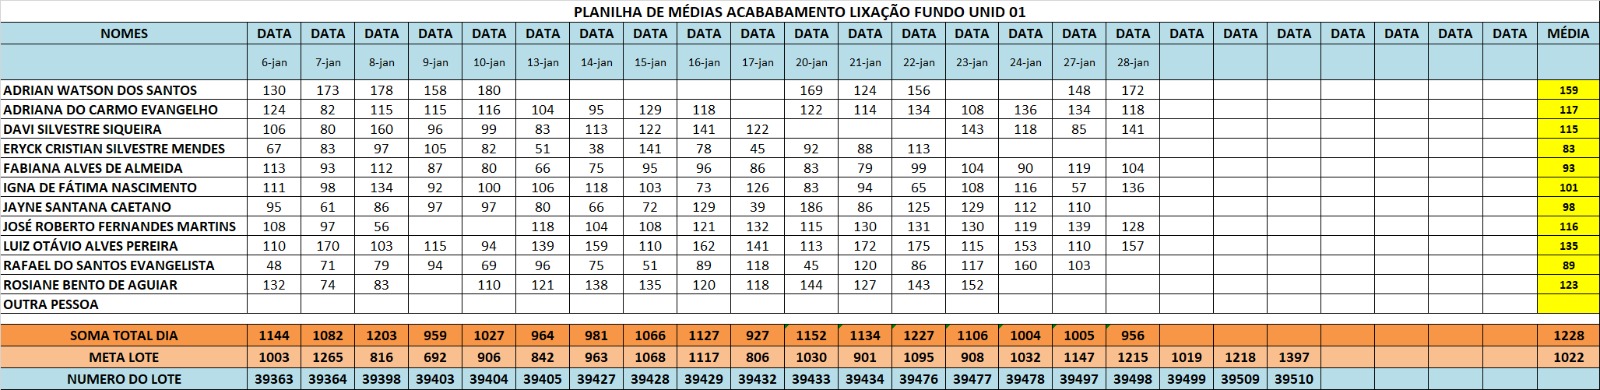 PLANILHA DE MÉDIAS ACABABAMENTO LIXAÇÃO FUNDO UNID 01
NOMES DATA DATA DATA DATA DATA DATA DATA DATA DATA DATA DATA DATA DATA DATA DATA DATA DATA DATA DATA DATA DATA DATA DATA DATA MÉDIA
6-jan 7-jan 8-jan 9-jan 10-jan 13-jan 14-jan 15-jan 16-jan 17-jan 20-jan 21-jan 22-jan 23-jan 24-jan 27-jan 28-jan
ADRIAN WATSON DOS SANTOS 130 173 178 158 180 169 124 156 148 172 159
ADRIANA DO CARMO EVANGELHO 124 82 115 115 116 104 95 129 118 122 114 134 108 136 134 118 117
DAVI SILVESTRE SIQUEIRA 106 80 160 96 99 83 113 122 141 122 143 118 85 141 115
ERYCK CRISTIAN SILVESTRE MENDES 67 83 97 105 82 51 38 141 78 45 92 88 113 83
FABIANA ALVES DE ALMEIDA 113 93 112 87 80 66 75 95 96 86 83 79 99 104 90 119 104 93
IGNA DE FÁTIMA NASCIMENTO 111 98 134 92 100 106 118 103 73 126 83 94 65 108 116 57 136 101
JAYNE SANTANA CAETANO 95 61 86 97 97 80 66 72 129 39 186 86 125 129 112 110 98
JOSÉ ROBERTO FERNANDES MARTINS 108 97 56 118 104 108 121 132 115 130 131 130 119 139 128 116
LUIZ OTÁVIO ALVES PEREIRA 110 170 103 115 94 139 159 110 162 141 113 172 175 115 153 110 157 135
RAFAEL DO SANTOS EVANGELISTA 48 71 79 94 69 96 75 51 89 118 45 120 86 117 160 103 89
ROSIANE BENTO DE AGUIAR 132 74 83 110 121 138 135 120 118 144 127 143 152 123
OUTRA PESSOA
SOMA TOTAL DIA 1144 1082 1203 959 1027 964 981 1066 1127 927 1152 1134 1227 1106 1004 1005 956 1228
META LOTE 1003 1265 816 692 906 842 963 1068 1117 806 1030 901 1095 908 1032 1147 1215 1019 1218 1397 1022
NUMERO DO LOTE 39363 39364 39398 39403 39404 39405 39427 39428 39429 39432 39433 39434 39476 39477 39478 39497 39498 39499 39509 39510